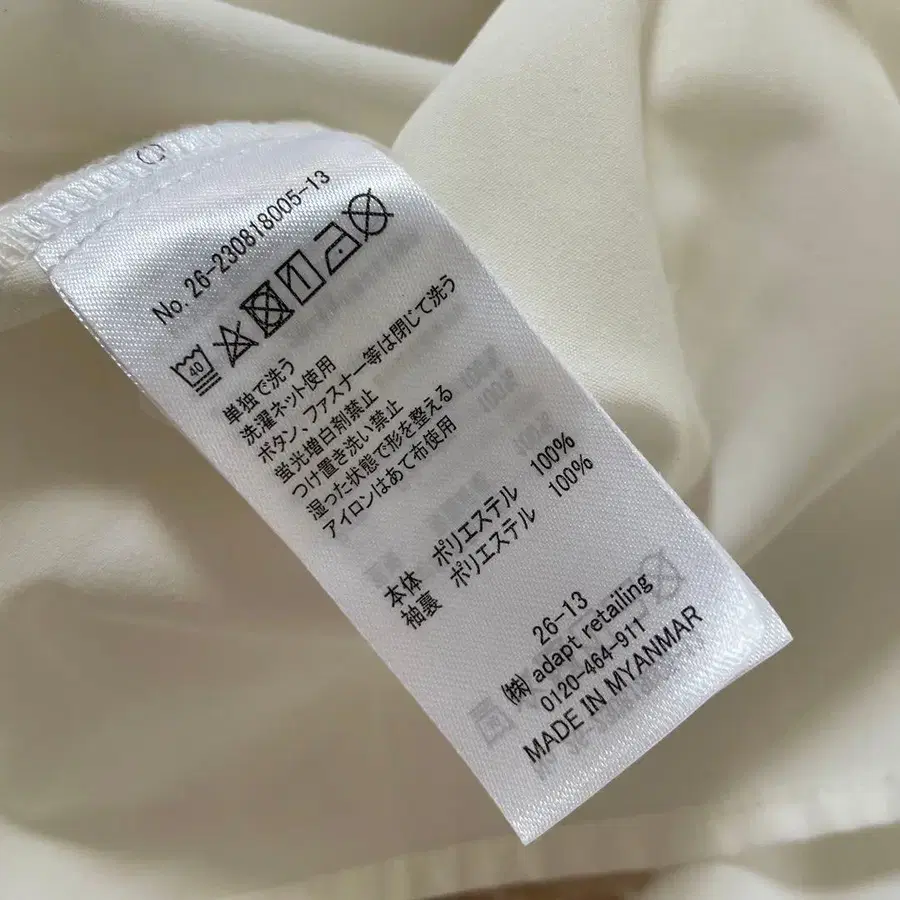 No. 26-230818005-13
40
単独で洗う
洗濯ネット使用
ボタン、ファスナー等は閉じて洗う
蛍光増白剤禁止
つけ置き洗い禁止
湿った状態で形を整える
アイロンはあて布使用
本体 ポリエステル 100%
袖裏 ポリエステル 100%
26-13
㈱ adapt retailing
0120-464-911
MADE IN MYANMAR